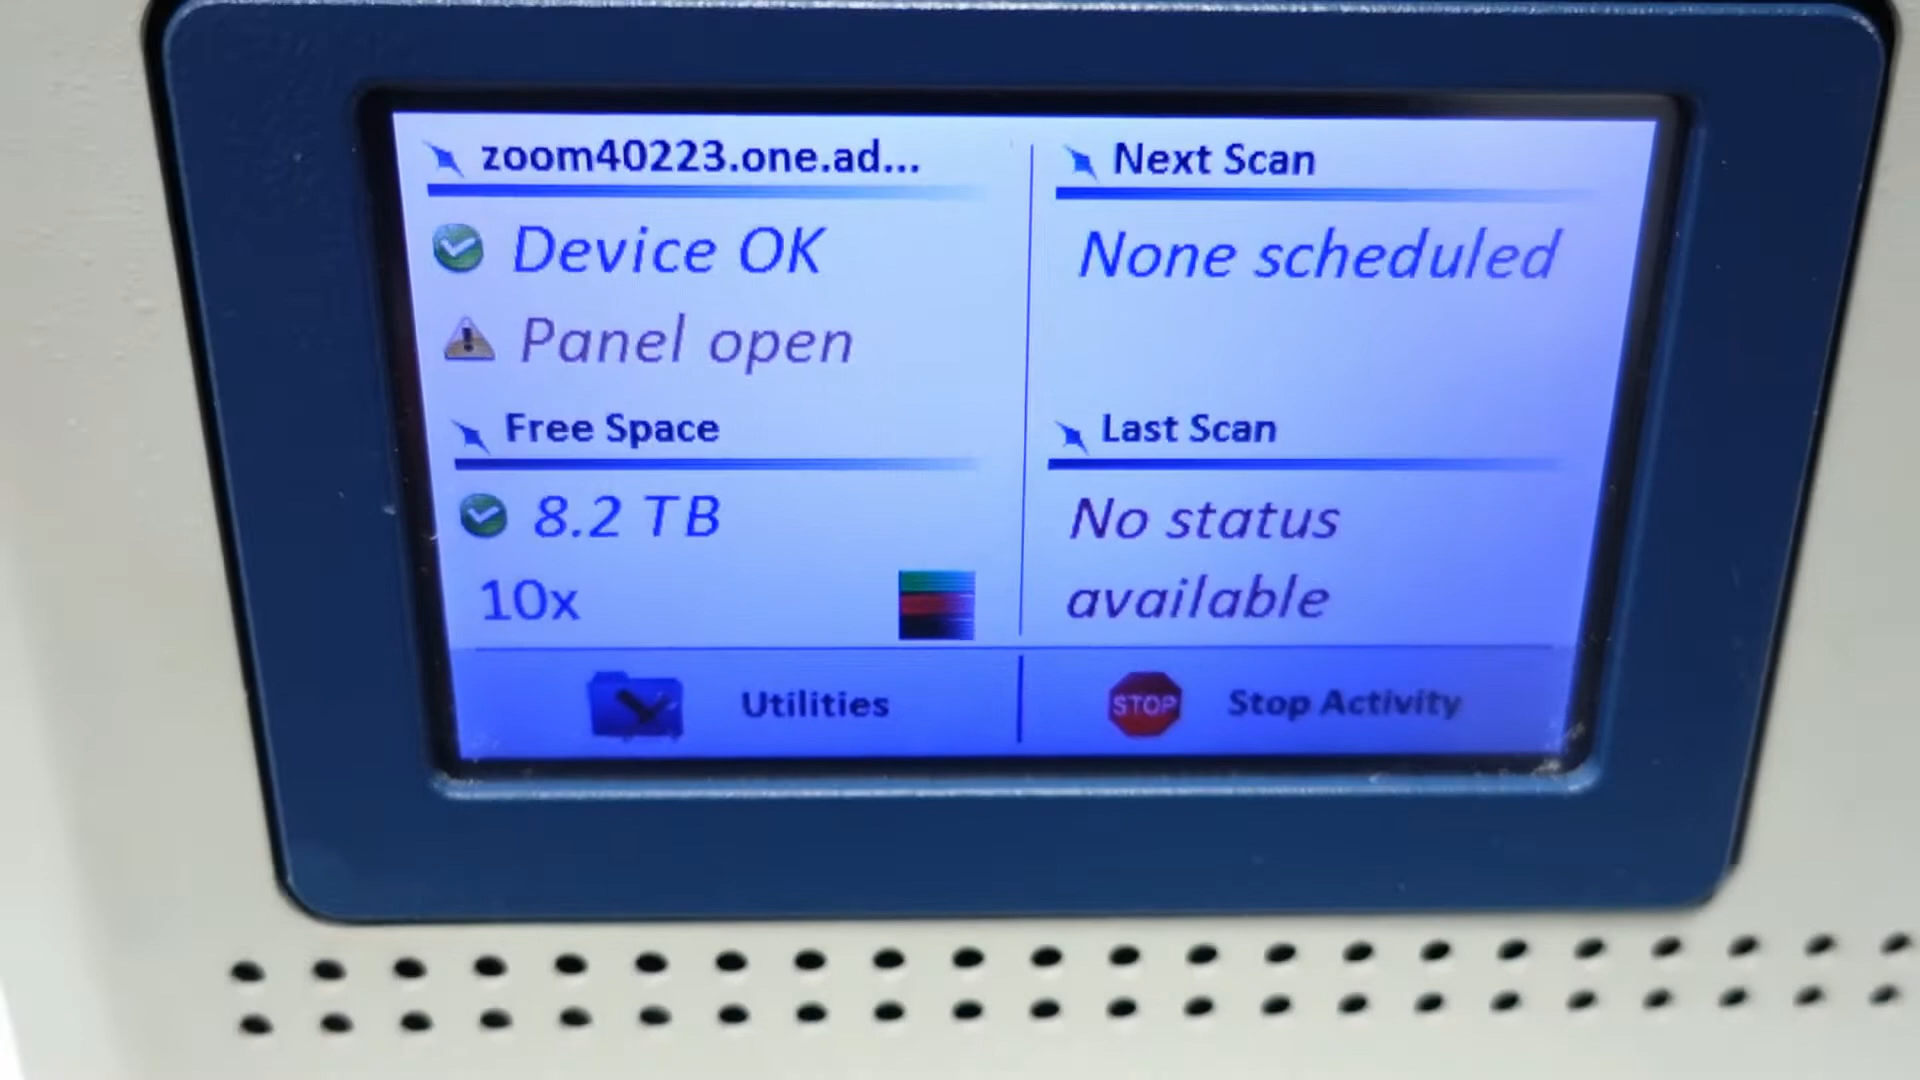 zoom40223.one.ad...
Device OK
Panel open
Free Space
8.2 TB
10x
Next Scan
None scheduled
Last Scan
No status
available
Utilities
STOP
Stop Activity